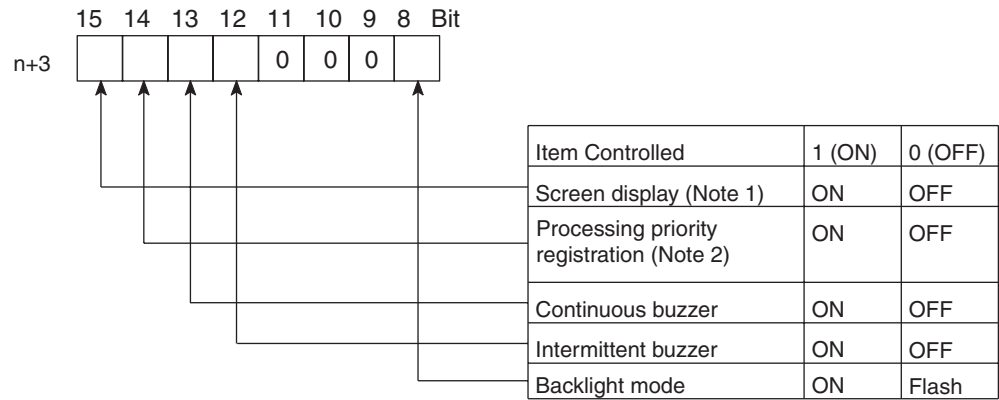 15 14 13 12 11 10 9 8 Bit
n+3 0 0 0
Item Controlled 1 (ON) 0 (OFF)
Screen display (Note 1) ON OFF
Processing priority
registration (Note 2) ON OFF
Continuous buzzer ON OFF
Intermittent buzzer ON OFF
Backlight mode ON Flash